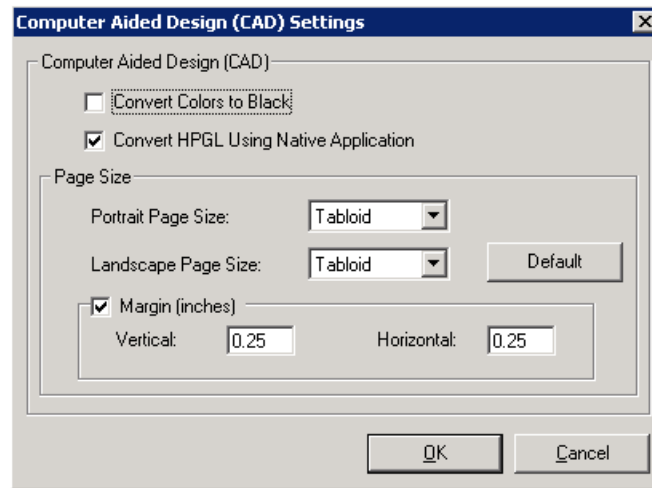 Computer Aided Design (CAD) Settings
Computer Aided Design (CAD)
Convert Colors to Black
Convert HPGL Using Native Application
Page Size
Portrait Page Size: Tabloid
Landscape Page Size: Tabloid Default
Margin (inches)
Vertical: 0.25 Horizontal: 0.25
OK Cancel